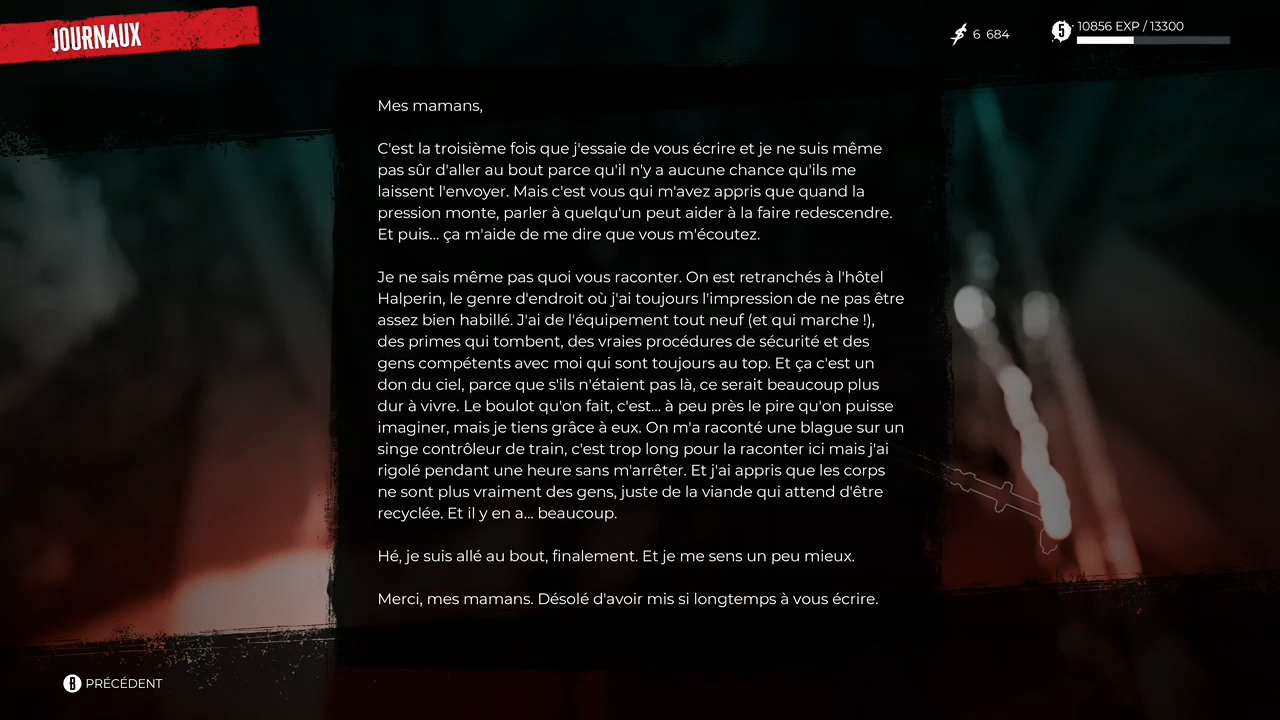 JOURNAUX
6 684
5
10856 EXP / 13300
Mes mamans,
C'est la troisième fois que j'essaie de vous écrire et je ne suis même
pas sûr d'aller au bout parce qu'il n'y a aucune chance qu'ils me
laissent l'envoyer. Mais c'est vous qui m'avez appris que quand la
pression monte, parler à quelqu'un peut aider à la faire redescendre.
Et puis... ça m'aide de me dire que vous m'écoutez.
Je ne sais même pas quoi vous raconter. On est retranchés à l'hôtel
Halperin, le genre d'endroit où j'ai toujours l'impression de ne pas être
assez bien habillé. J'ai de l'équipement tout neuf (et qui marche !),
des primes qui tombent, des vraies procédures de sécurité et des
gens compétents avec moi qui sont toujours au top. Et ça c'est un
don du ciel, parce que s'ils n'étaient pas là, ce serait beaucoup plus
dur à vivre. Le boulot qu'on fait, c'est... à peu près le pire qu'on puisse
imaginer, mais je tiens grâce à eux. On m'a raconté une blague sur un
singe contrôleur de train, c'est trop long pour la raconter ici mais j'ai
rigolé pendant une heure sans m'arrêter. Et j'ai appris que les corps
ne sont plus vraiment des gens, juste de la viande qui attend d'être
recyclée. Et il y en a... beaucoup.
Hé, je suis allé au bout, finalement. Et je me sens un peu mieux.
Merci, mes mamans. Désolé d'avoir mis si longtemps à vous écrire.
B PRÉCÉDENT